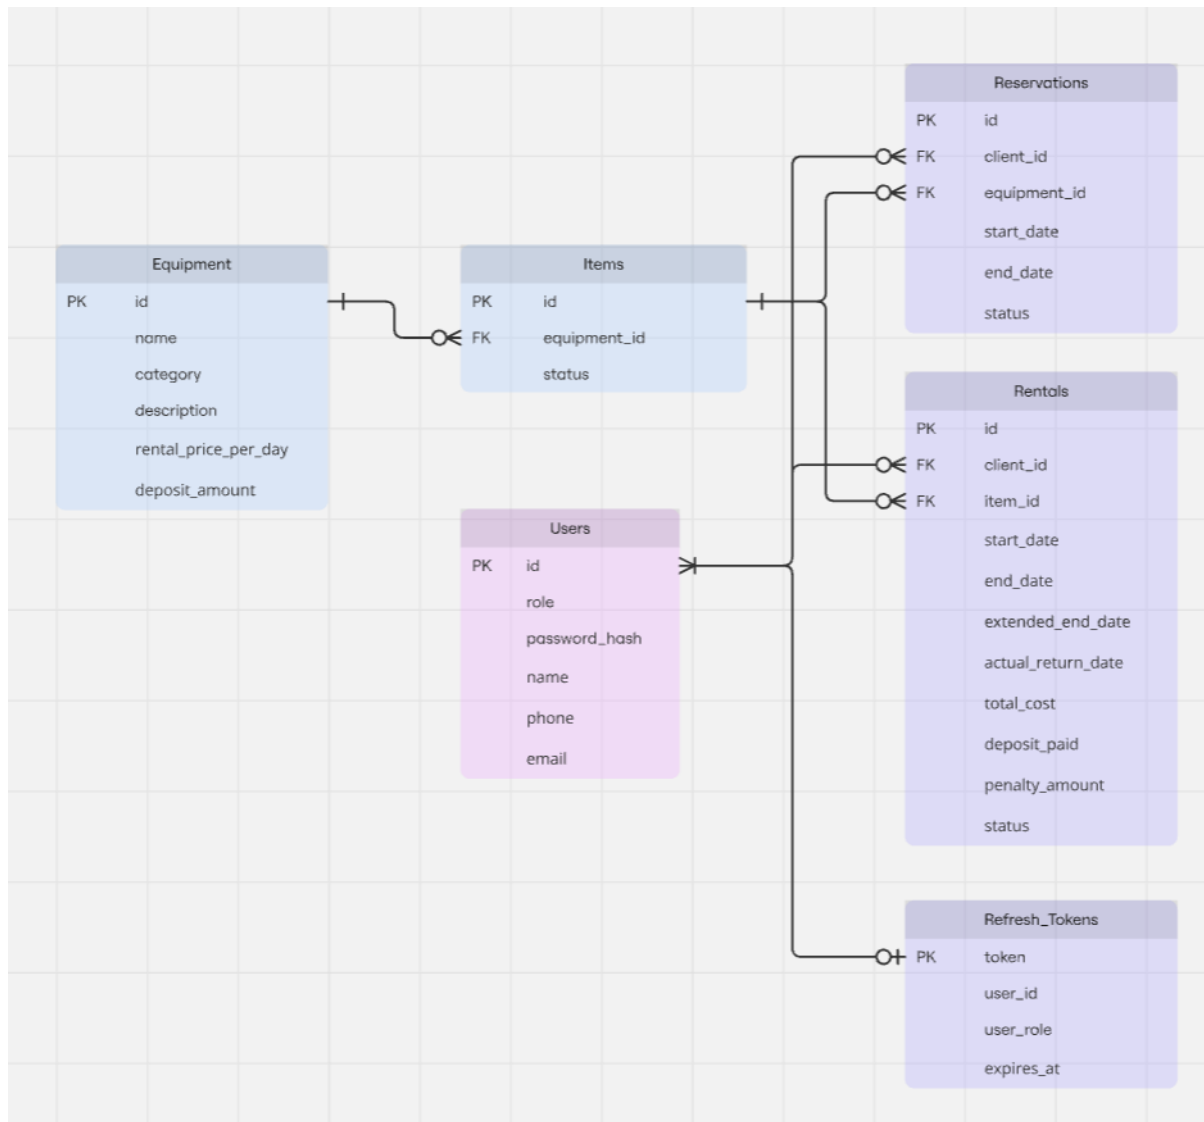 Equipment
PK id
name
category
description
rental_price_per_day
deposit_amount
Items
PK id
FK equipment_id
status
Users
PK id
role
password_hash
name
phone
email
Reservations
PK id
FK client_id
FK equipment_id
start_date
end_date
status
Rentals
PK id
FK client_id
FK item_id
start_date
end_date
extended_end_date
actual_return_date
total_cost
deposit_paid
penalty_amount
status
Refresh_Tokens
PK token
user_id
user_role
expires_at